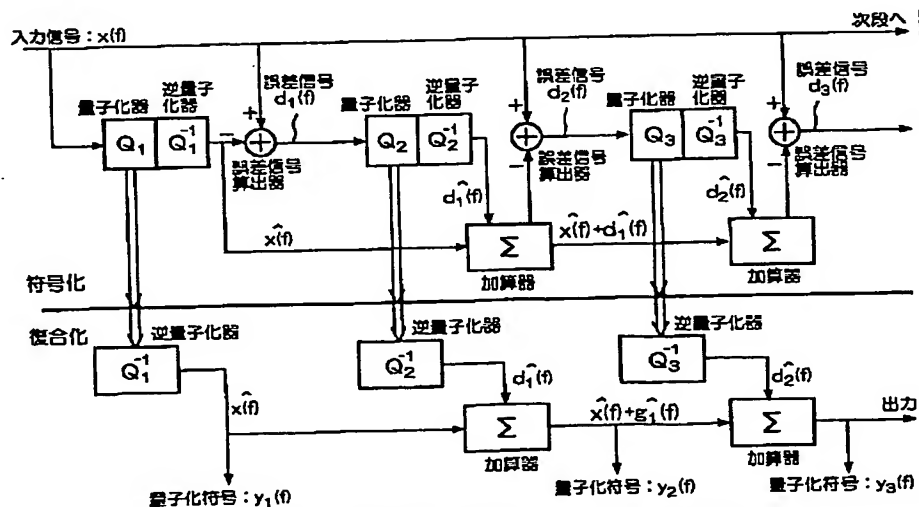 入力信号：x(f)
次段へ
誤差信号
d₁(f)
誤差信号
d₂(f)
誤差信号
d₃(f)
量子化器
逆量子
化器
量子化器
逆量子
化器
量子化器
逆量子
化器
Q₁
Q₁⁻¹
−
+
誤差信号
算出器
Q₂
Q₂⁻¹
+
−
誤差信号
算出器
Q₃
Q₃⁻¹
+
−
誤差信号
算出器
d̂₁(f)
d̂₂(f)
x̂(f)
Σ
加算器
x̂(f)+d̂₁(f)
Σ
加算器
符号化
復合化
逆量子化器
Q₁⁻¹
逆量子化器
Q₂⁻¹
逆量子化器
Q₃⁻¹
x̂(f)
d̂₁(f)
d̂₂(f)
Σ
加算器
x̂(f)+ĝ₁(f)
Σ
加算器
出力
量子化符号：y₁(f)
量子化符号：y₂(f)
量子化符号：y₃(f)